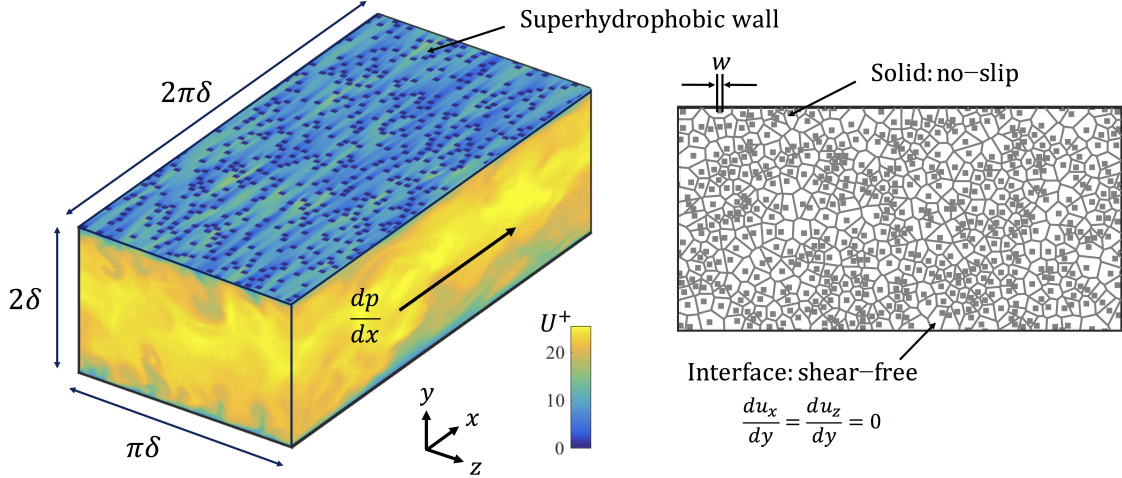 Superhydrophobic wall
2πδ
2δ
πδ
dp
dx
U⁺
20
10
0
y
x
z
w
Solid: no−slip
Interface: shear−free
du_x/dy = du_z/dy = 0